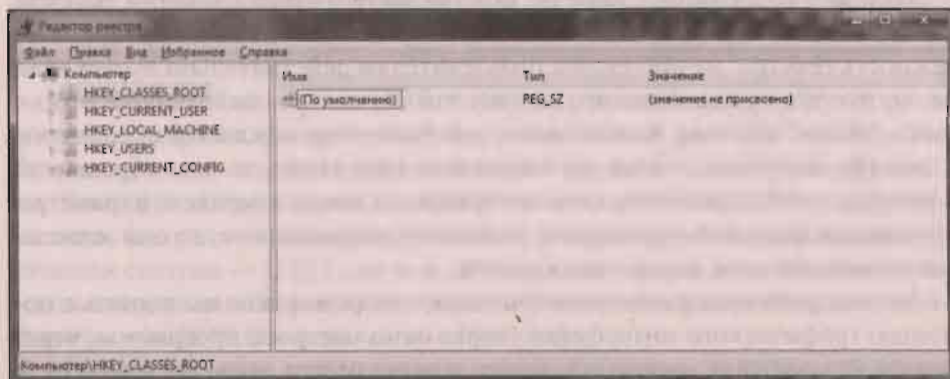 Редактор реестра
Файл Правка Вид Избранное Справка
Компьютер
HKEY_CLASSES_ROOT
HKEY_CURRENT_USER
HKEY_LOCAL_MACHINE
HKEY_USERS
HKEY_CURRENT_CONFIG
Имя Тип Значение
(По умолчанию) REG_SZ (значение не присвоено)
Компьютер\HKEY_CLASSES_ROOT